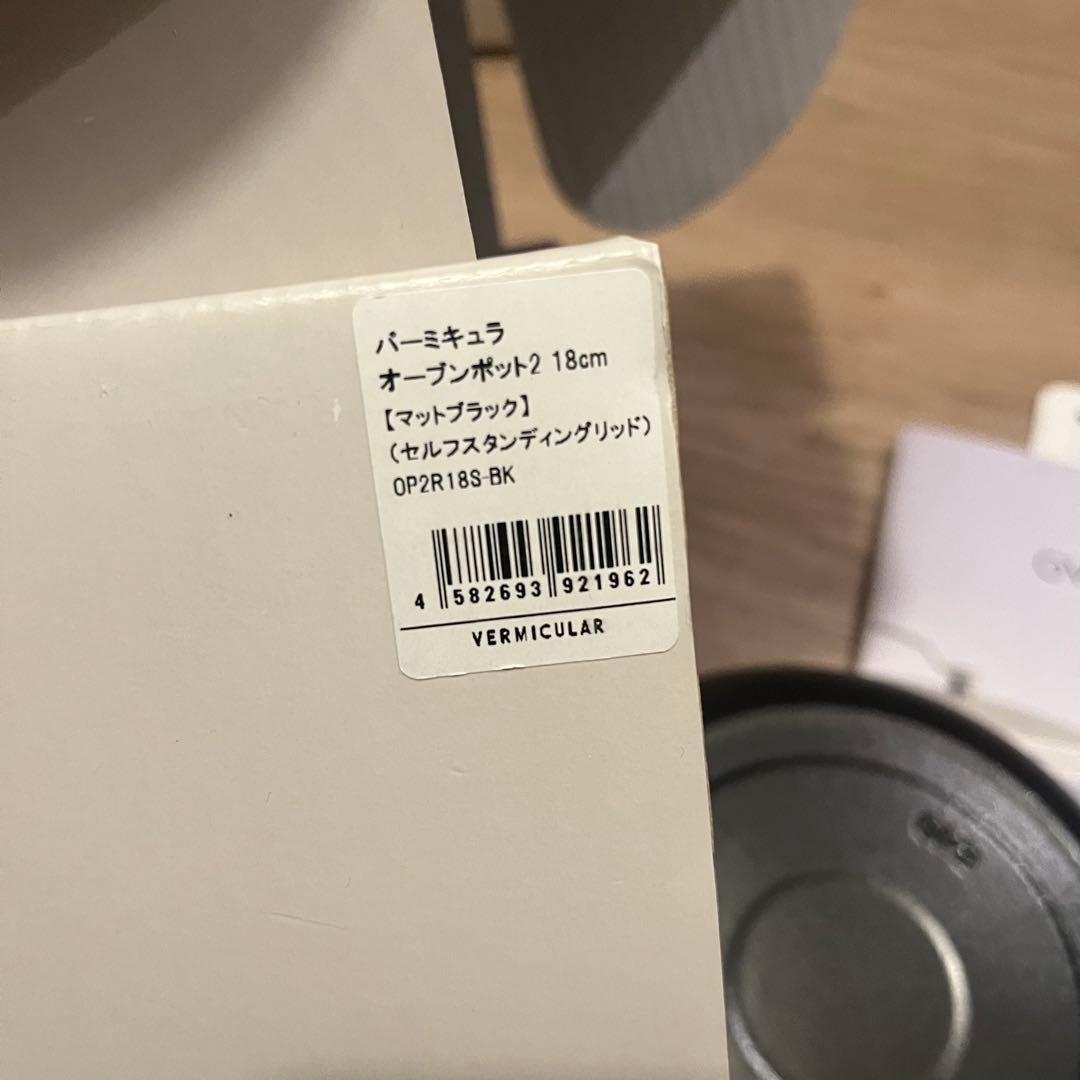 バーミキュラ
オーブンポット2 18cm
【マットブラック】
(セルフスタンディングリッド)
OP2R18S-BK
4 582693 921962
VERMICULAR